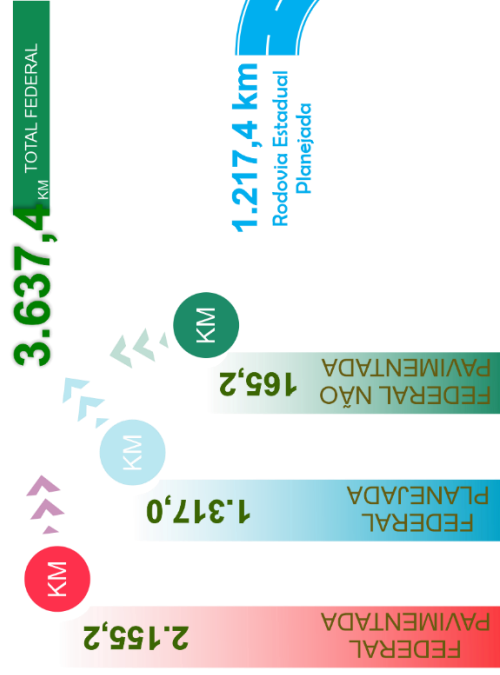 3.637,4
KM
TOTAL FEDERAL
1.217,4 km
Rodovia Estadual
Planejada
KM
165,2
FEDERAL NÃO
PAVIMENTADA
KM
1.317,0
FEDERAL
PLANEJADA
KM
2.155,2
FEDERAL
PAVIMENTADA